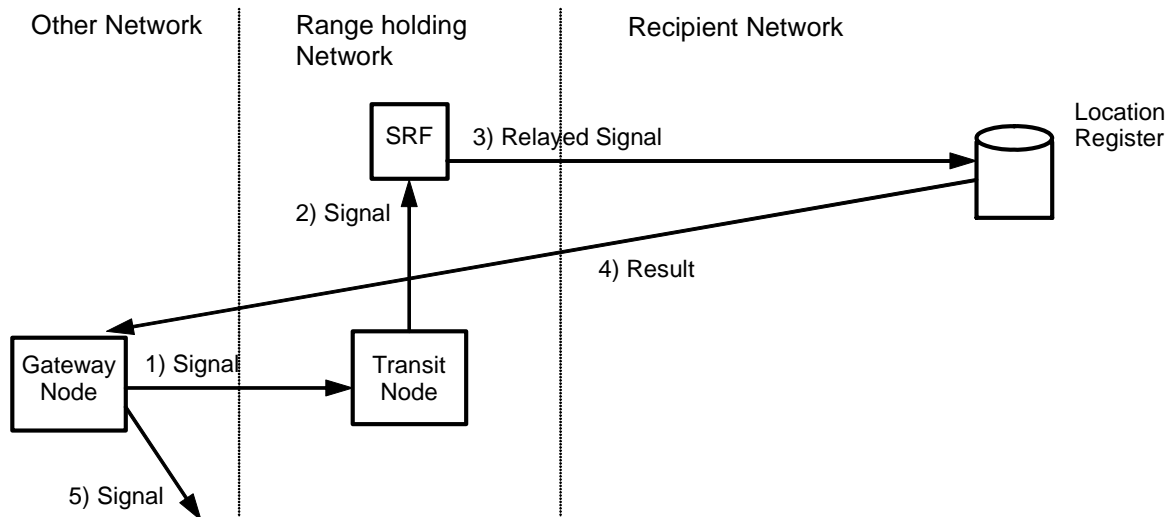 Other Network
Range holding
Network
Recipient Network
SRF
3) Relayed Signal
Location
Register
2) Signal
4) Result
Gateway
Node
1) Signal
Transit
Node
5) Signal